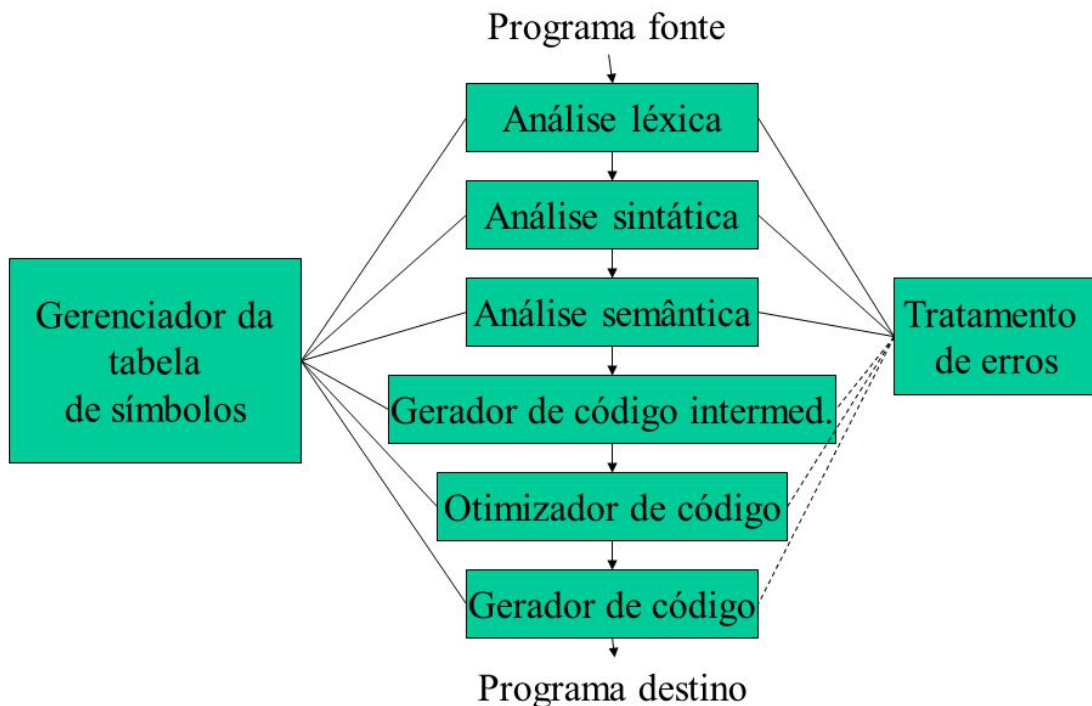 Programa fonte
Análise léxica
Análise sintática
Análise semântica
Gerenciador da
tabela
de símbolos
Tratamento
de erros
Gerador de código intermed.
Otimizador de código
Gerador de código
Programa destino